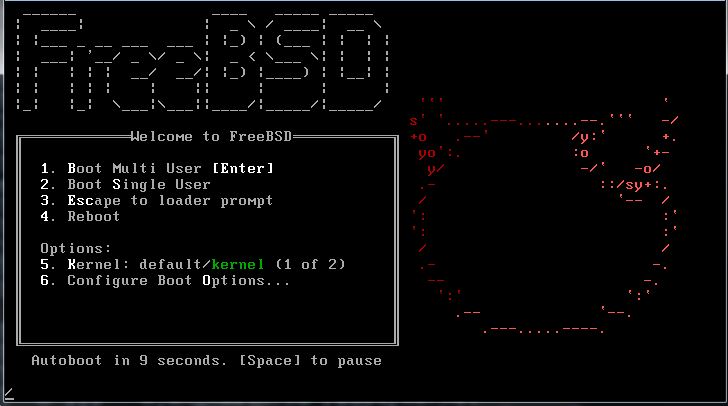 FreeBSD
Welcome to FreeBSD
1. Boot Multi User [Enter]
2. Boot Single User
3. Escape to loader prompt
4. Reboot
Options:
5. Kernel: default/kernel (1 of 2)
6. Configure Boot Options...
Autoboot in 9 seconds. [Space] to pause